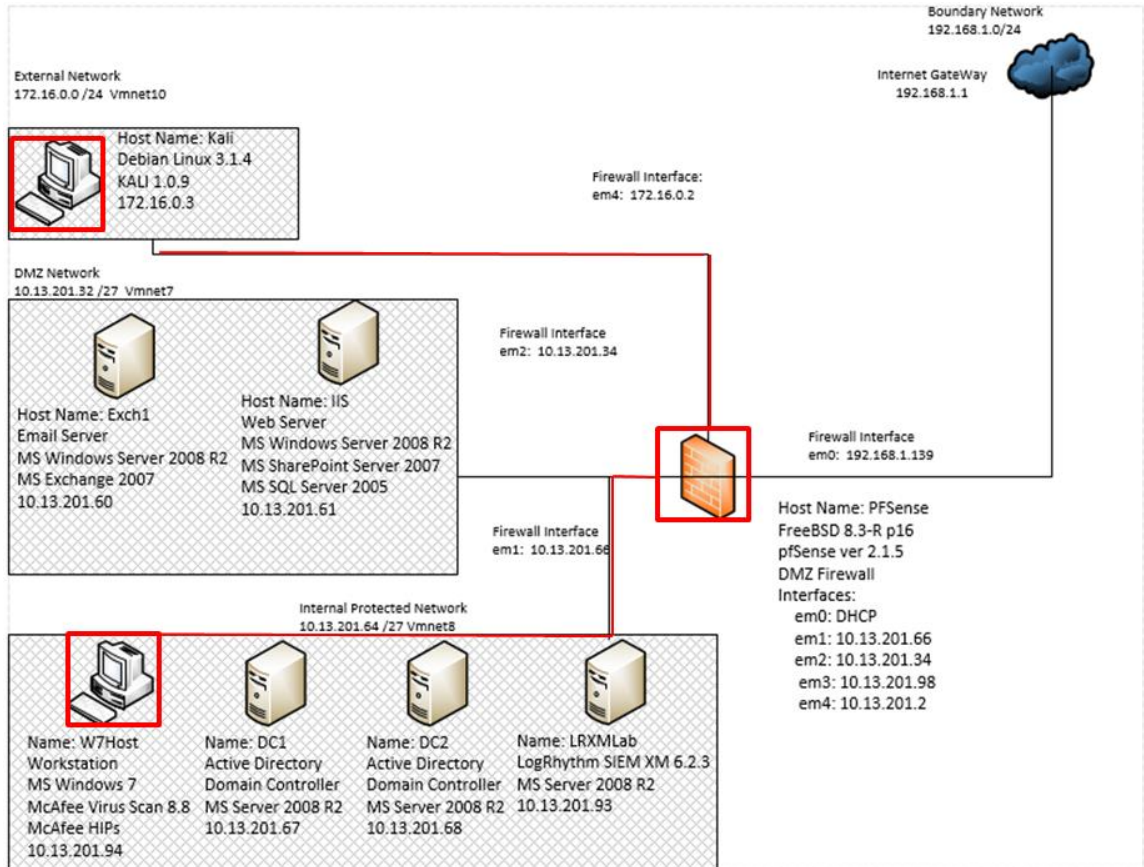 Boundary Network
192.168.1.0/24
Internet GateWay
192.168.1.1
External Network
172.16.0.0 /24 Vmnet10
Host Name: Kali
Debian Linux 3.1.4
KALI 1.0.9
172.16.0.3
Firewall Interface:
em4: 172.16.0.2
DMZ Network
10.13.201.32 /27 Vmnet7
Host Name: Exch1
Email Server
MS Windows Server 2008 R2
MS Exchange 2007
10.13.201.60
Host Name: IIS
Web Server
MS Windows Server 2008 R2
MS SharePoint Server 2007
MS SQL Server 2005
10.13.201.61
Firewall Interface
em2: 10.13.201.34
Firewall Interface
em0: 192.168.1.139
Firewall Interface
em1: 10.13.201.66
Host Name: PFSense
FreeBSD 8.3-R p16
pfSense ver 2.1.5
DMZ Firewall
Interfaces:
em0: DHCP
em1: 10.13.201.66
em2: 10.13.201.34
em3: 10.13.201.98
em4: 10.13.201.2
Internal Protected Network
10.13.201.64 /27 Vmnet8
Name: W7Host
Workstation
MS Windows 7
McAfee Virus Scan 8.8
McAfee HIPs
10.13.201.94
Name: DC1
Active Directory
Domain Controller
MS Server 2008 R2
10.13.201.67
Name: DC2
Active Directory
Domain Controller
MS Server 2008 R2
10.13.201.68
Name: LRXMLab
LogRhythm SIEM XM 6.2.3
MS Server 2008 R2
10.13.201.93